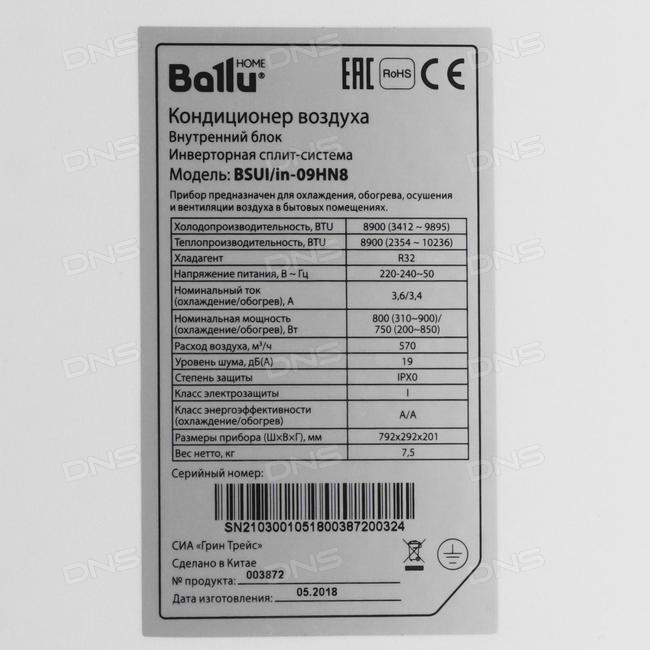 HOME
Ballu®
EAC RoHS CE
Кондиционер воздуха
Внутренний блок
Инверторная сплит-система
Модель: BSUI/in-09HN8
Прибор предназначен для охлаждения, обогрева, осушения
и вентиляции воздуха в бытовых помещениях.
Холодопроизводительность, BTU 8900 (3412 ~ 9895)
Теплопроизводительность, BTU 8900 (2354 ~ 10236)
Хладагент R32
Напряжение питания, В ~ Гц 220-240~50
Номинальный ток
(охлаждение/обогрев), А 3,6/3,4
Номинальная мощность 800 (310~900)/
(охлаждение/обогрев), Вт 750 (200~850)
Расход воздуха, м³/ч 570
Уровень шума, дБ(А) 19
Степень защиты IPX0
Класс электрозащиты I
Класс энергоэффективности
(охлаждение/обогрев) A/A
Размеры прибора (Ш×В×Г), мм 792x292x201
Вес нетто, кг 7,5
Серийный номер:
SN2103001051800387200324
СИА «Грин Трейс»
Сделано в Китае
№ продукта: 003872
Дата изготовления: 05.2018
DNS